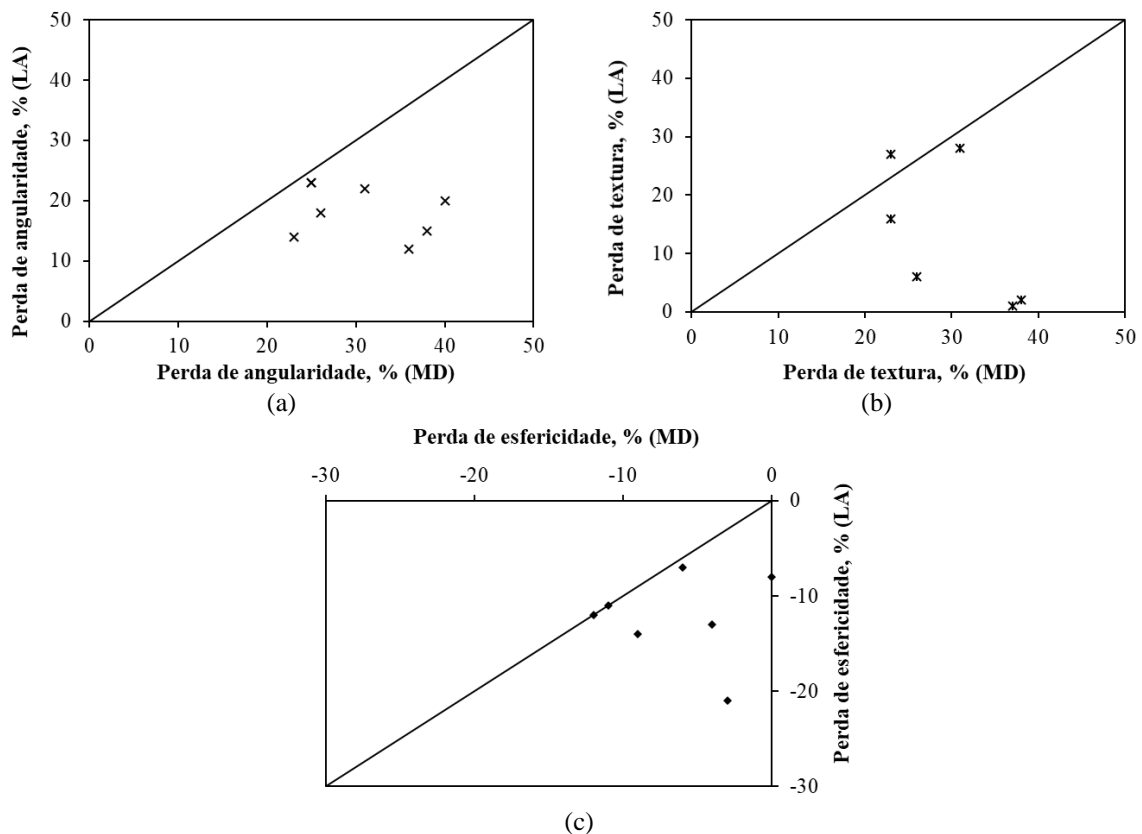 50
40
30
20
10
0
Perda de angularidade, % (LA)
0 10 20 30 40 50
Perda de angularidade, % (MD)
(a)
50
40
30
20
10
0
Perda de textura, % (LA)
0 10 20 30 40 50
Perda de textura, % (MD)
(b)
Perda de esfericidade, % (MD)
-30 -20 -10 0
0
-10
-20
-30
Perda de esfericidade, % (LA)
(c)